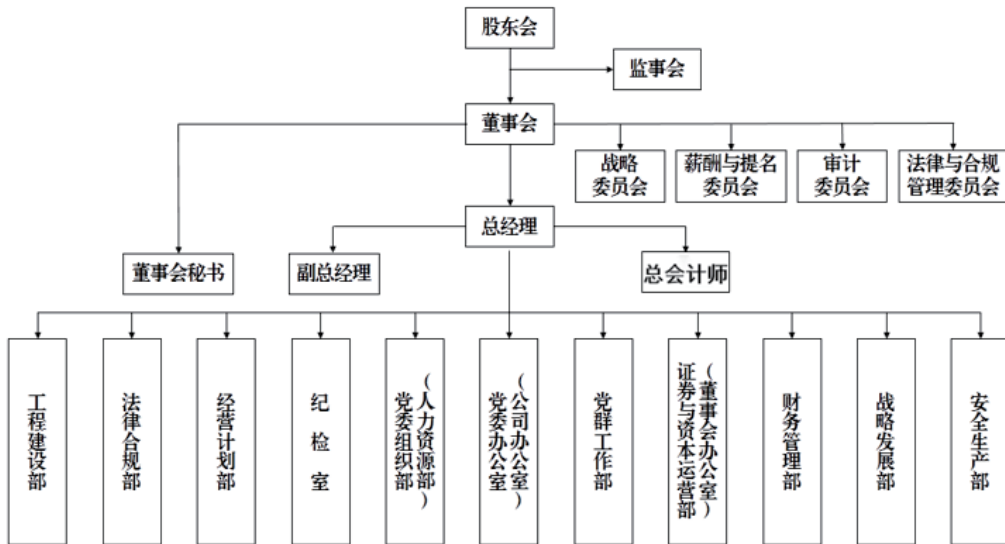 股东会
监事会
董事会
战略
委员会
薪酬与提名
委员会
审计
委员会
法律与合规
管理委员会
总经理
董事会秘书
副总经理
总会计师
工程建设部
法律合规部
经营计划部
纪检室
党委组织部
(人力资源部)
党委办公室
(公司办公室)
党群工作部
证券与资本运营部
(董事会办公室)
财务管理部
战略发展部
安全生产部